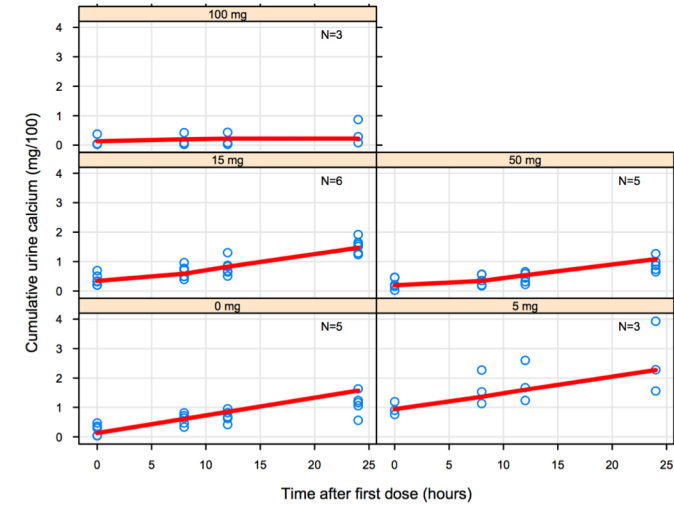 100 mg
N=3
4
3
2
1
0
15 mg
50 mg
N=6
N=5
4
3
2
1
0
0 mg
5 mg
N=5
N=3
4
3
2
1
0
0 5 10 15 20 25 0 5 10 15 20 25
Time after first dose (hours)
Cumulative urine calcium (mg/100)